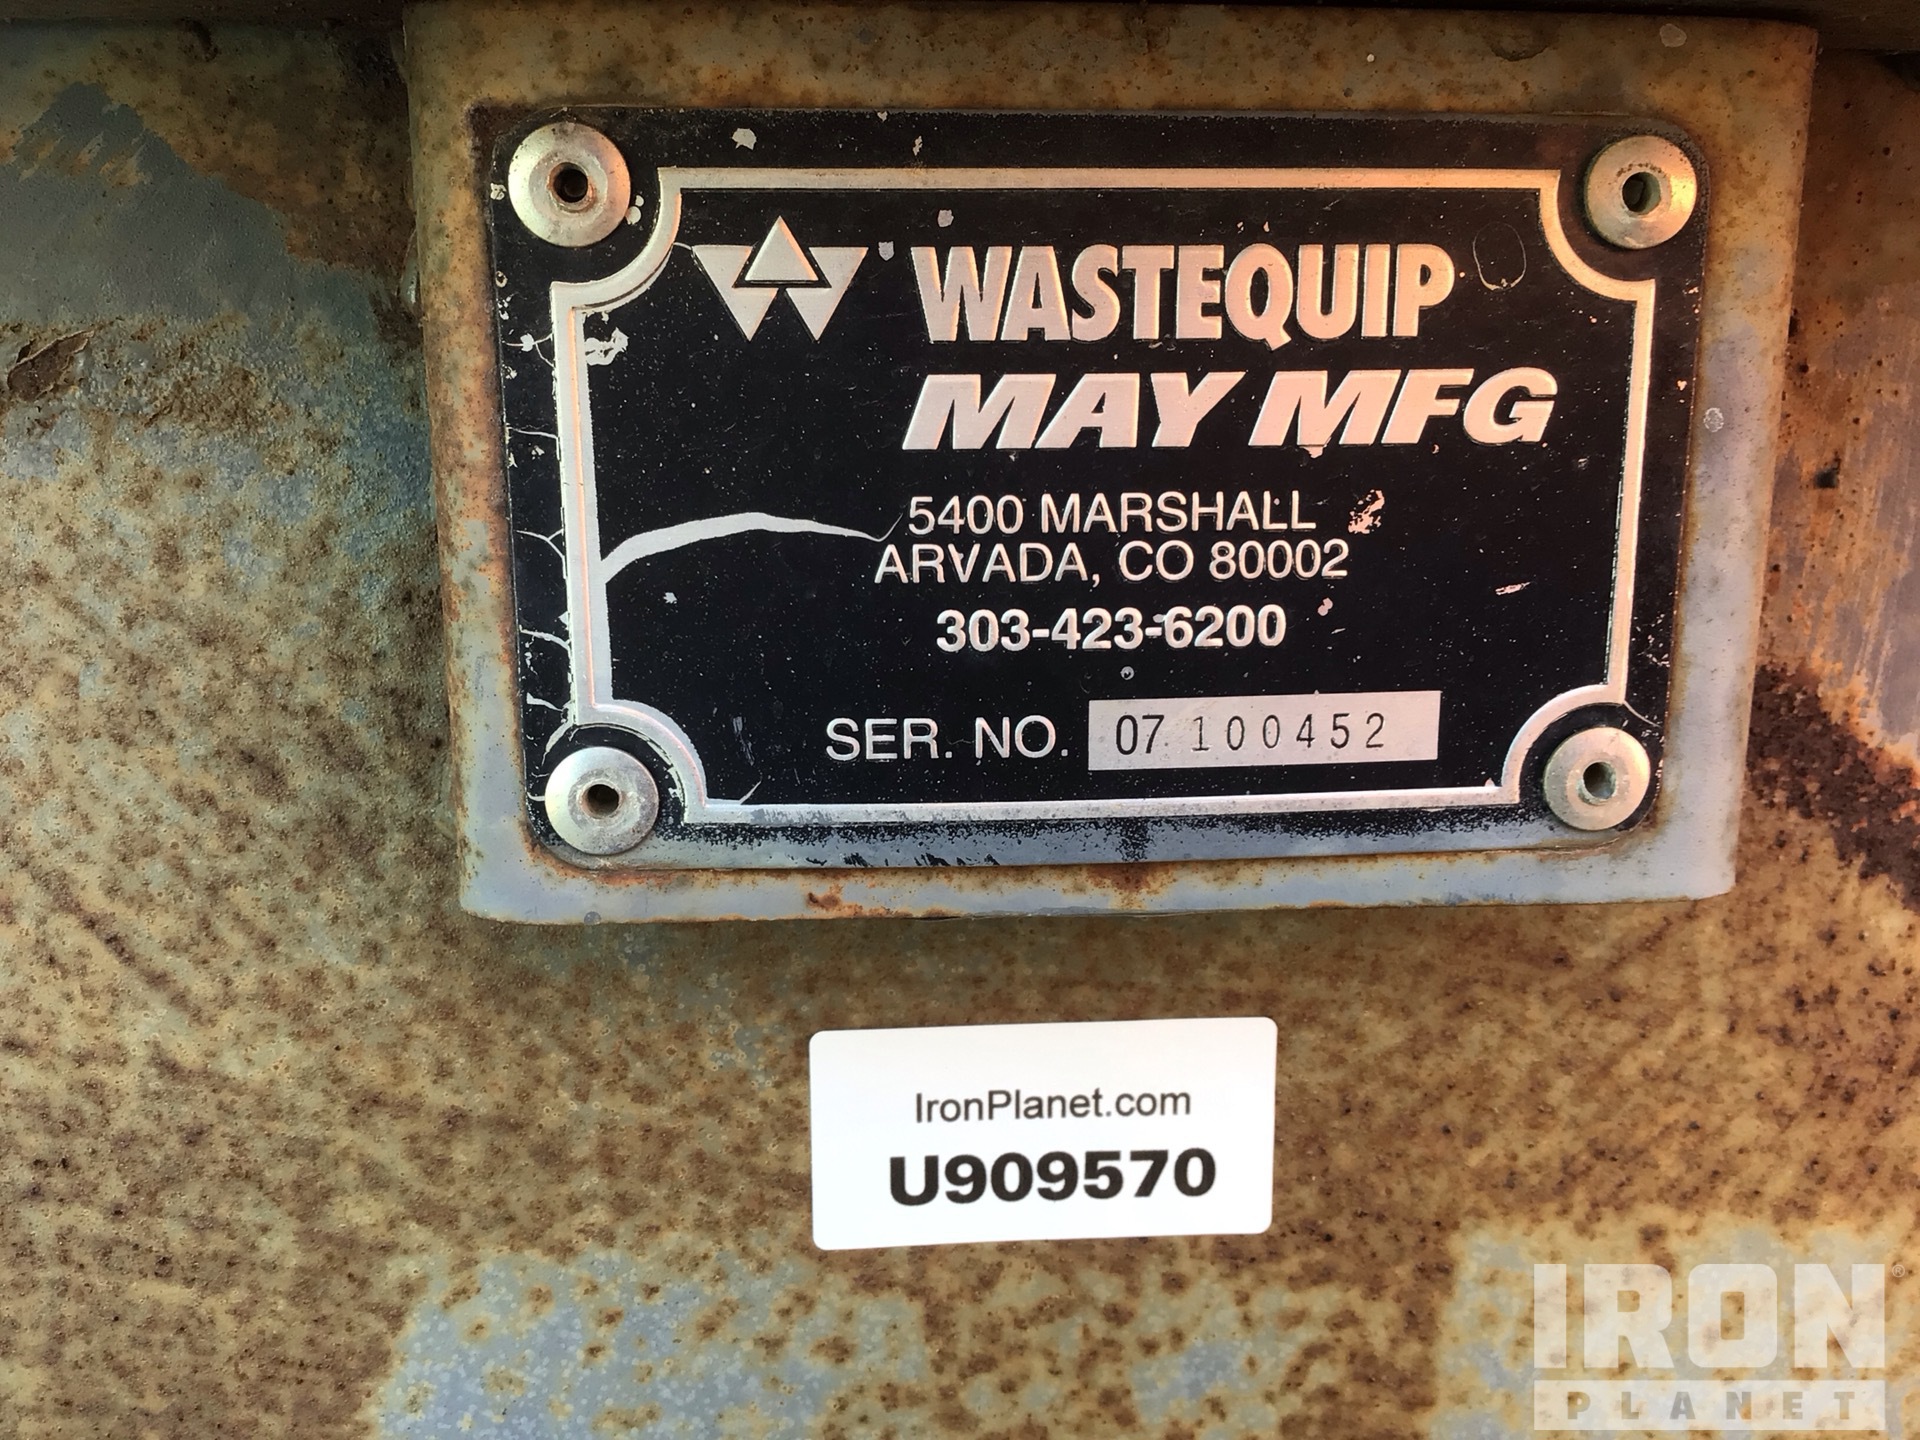 WASTEQUIP
MAY MFG
5400 MARSHALL
ARVADA, CO 80002
303-423-6200
SER. NO. 07 100452
IronPlanet.com
U909570
IRON®
PLANET